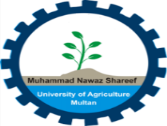 Muhammad Nawaz Shareef
University of Agriculture
Multan